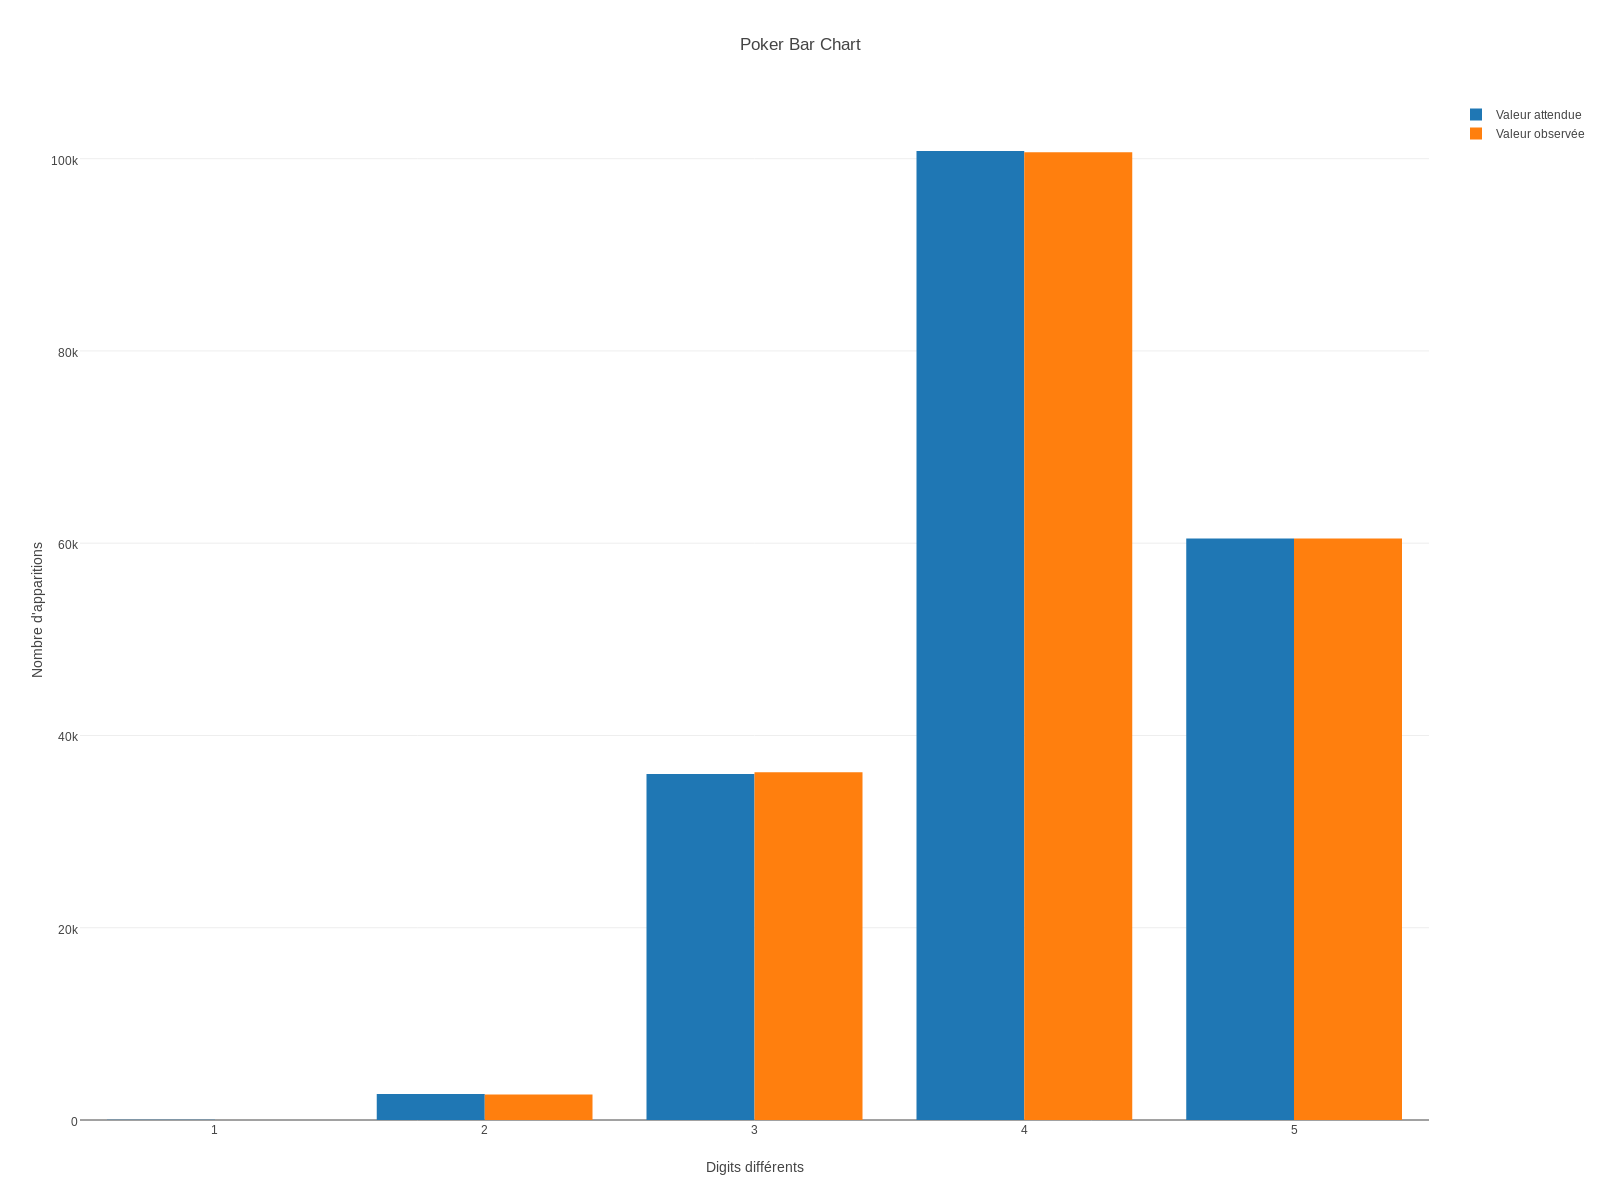 Poker Bar Chart
Valeur attendue
Valeur observée
100k
80k
60k
40k
20k
0
Nombre d'apparitions
1 2 3 4 5
Digits différents